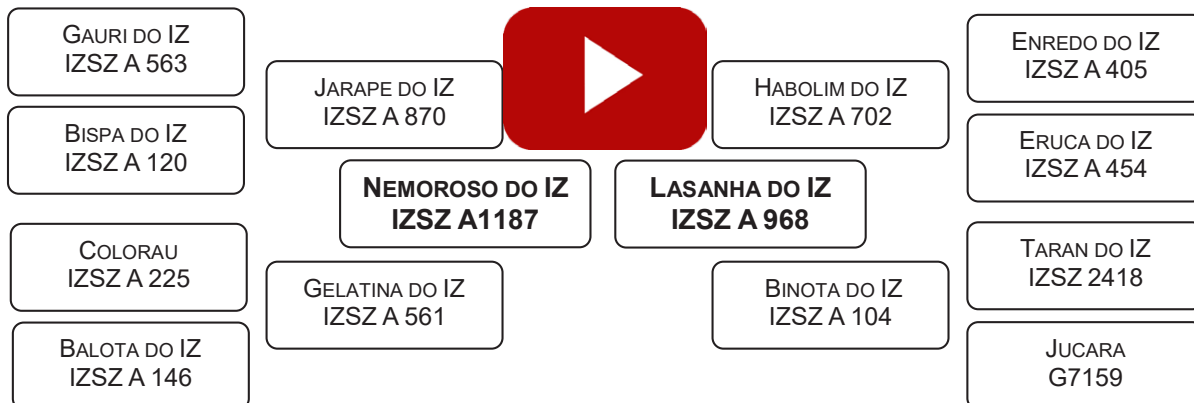 GAURI DO IZ
IZSZ A 563
BISPA DO IZ
IZSZ A 120
COLORAU
IZSZ A 225
BALOTA DO IZ
IZSZ A 146
JARAPE DO IZ
IZSZ A 870
GELATINA DO IZ
IZSZ A 561
NEMOROSO DO IZ
IZSZ A1187
LASANHA DO IZ
IZSZ A 968
HABOLIM DO IZ
IZSZ A 702
BINOTA DO IZ
IZSZ A 104
ENREDO DO IZ
IZSZ A 405
ERUCA DO IZ
IZSZ A 454
TARAN DO IZ
IZSZ 2418
JUCARA
G7159